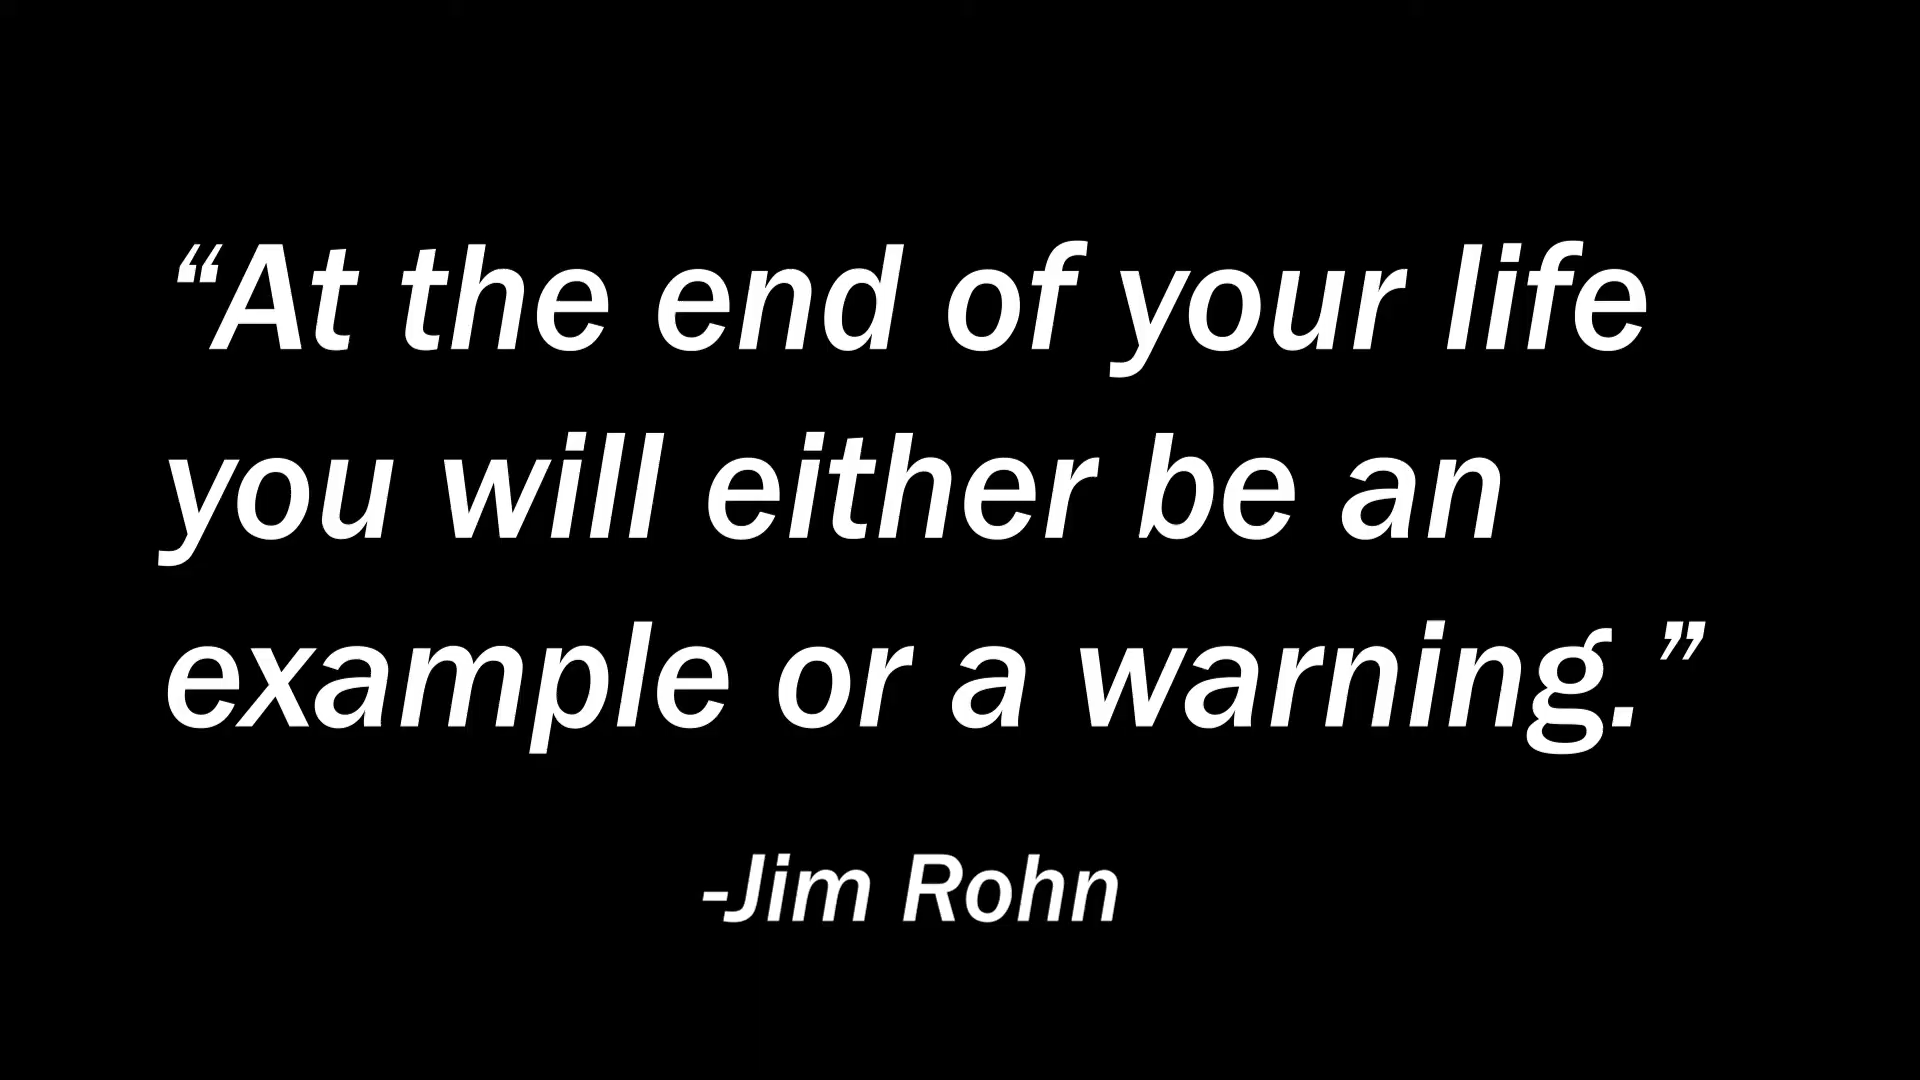 “At the end of your life
you will either be an
example or a warning.”
-Jim Rohn